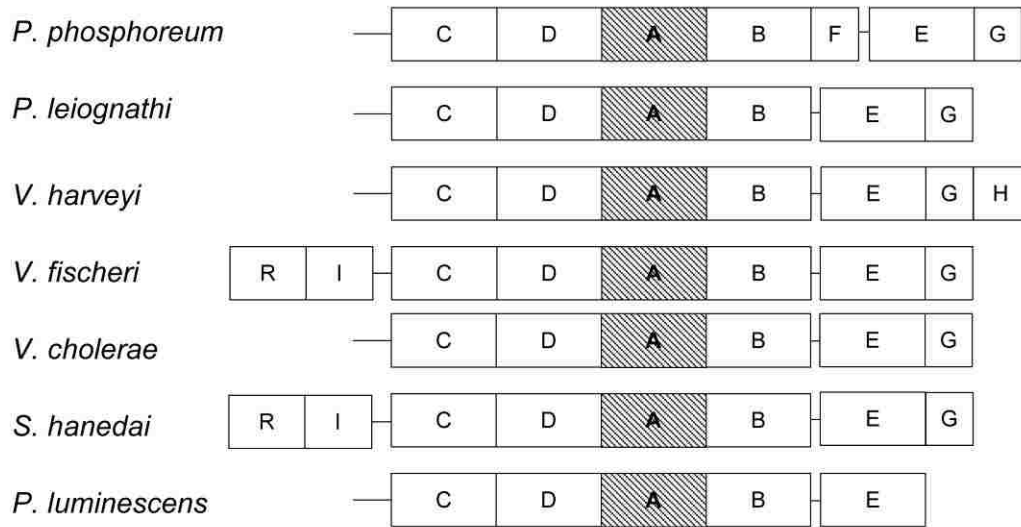 P. phosphoreum C D A B F E G
P. leiognathi C D A B E G
V. harveyi C D A B E G H
V. fischeri R I C D A B E G
V. cholerae C D A B E G
S. hanedai R I C D A B E G
P. luminescens C D A B E